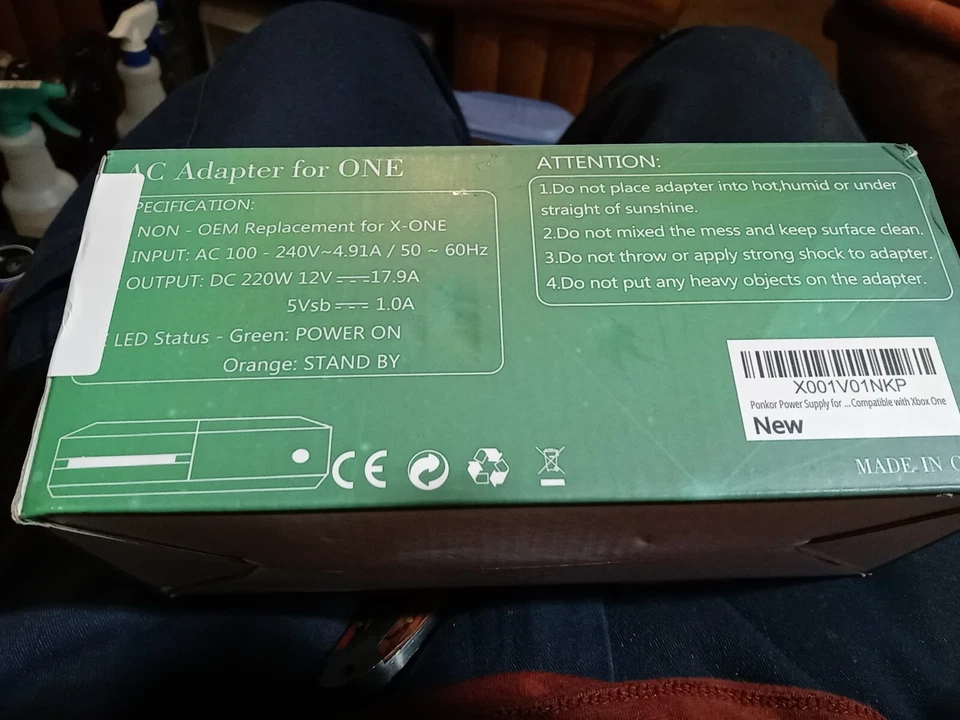 AC Adapter for ONE
PECIFICATION:
NON - OEM Replacement for X-ONE
INPUT: AC 100 - 240V~4.91A / 50 ~ 60Hz
OUTPUT: DC 220W 12V ⎓17.9A
5Vsb ⎓ 1.0A
LED Status - Green: POWER ON
Orange: STAND BY
CE
ATTENTION:
1.Do not place adapter into hot,humid or under
straight of sunshine.
2.Do not mixed the mess and keep surface clean.
3.Do not throw or apply strong shock to adapter.
4.Do not put any heavy objects on the adapter.
X001V01NKP
Ponkor Power Supply for ...Compatible with Xbox One
New
MADE IN C